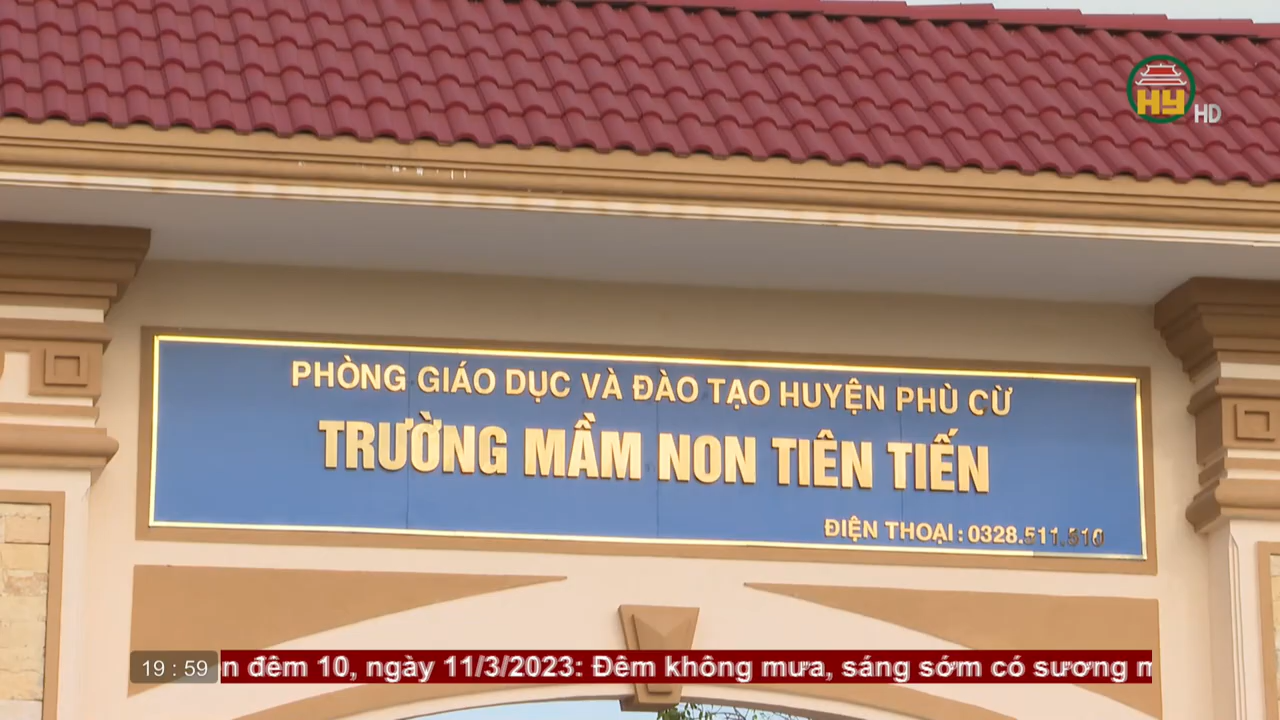 HY HD
PHÒNG GIÁO DỤC VÀ ĐÀO TẠO HUYỆN PHÙ CỪ
TRƯỜNG MẦM NON TIÊN TIẾN
ĐIỆN THOẠI : 0328.511.510
19 : 59
đêm 10, ngày 11/3/2023: Đêm không mưa, sáng sớm có sương